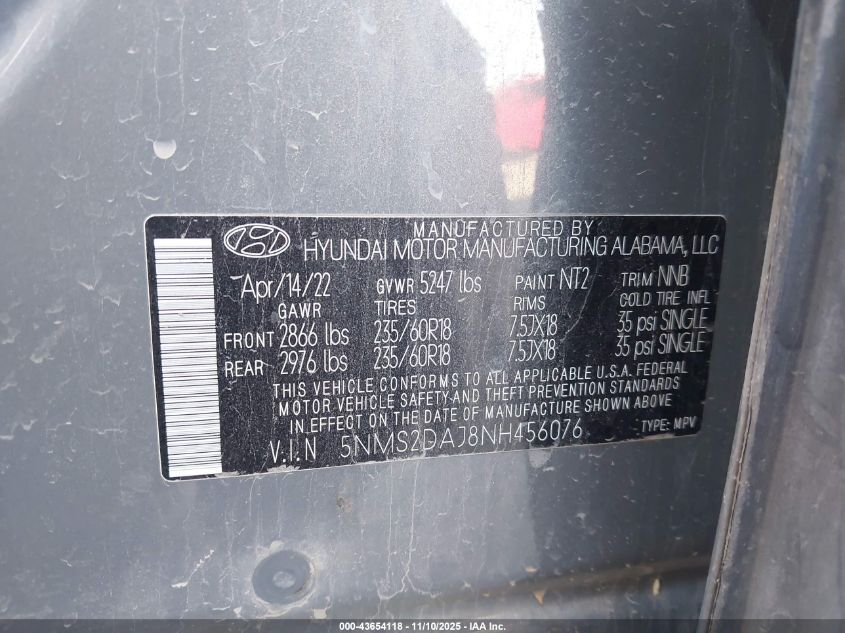 MANUFACTURED BY
HYUNDAI MOTOR MANUFACTURING ALABAMA, LLC
Apr/14/22 GVWR 5247 lbs PAINT NT2 TRIM NNB
GAWR TIRES RIMS COLD TIRE INFL
FRONT 2866 lbs 235/60R18 7.5JX18 35 psi SINGLE
REAR 2976 lbs 235/60R18 7.5JX18 35 psi SINGLE
THIS VEHICLE CONFORMS TO ALL APPLICABLE U.S.A. FEDERAL
MOTOR VEHICLE SAFETY AND THEFT PREVENTION STANDARDS
IN EFFECT ON THE DATE OF MANUFACTURE SHOWN ABOVE
V.I.N 5NMS2DAJ8NH456076 TYPE: MPV
000-43654118 - 11/10/2025 - IAA Inc.